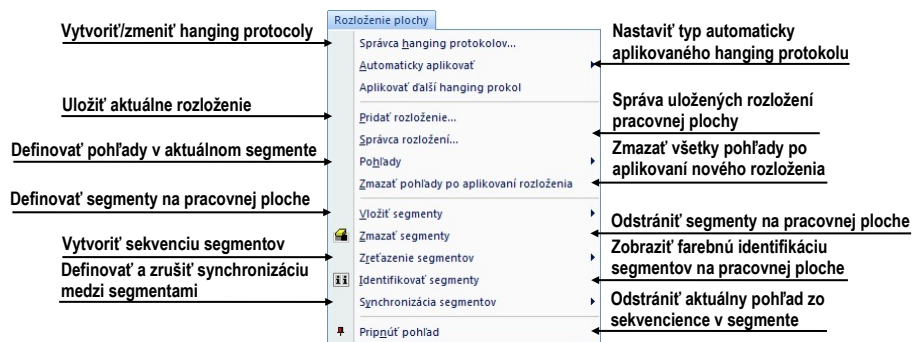 Rozloženie plochy
Vytvoriť/zmeniť hanging protocoly
Správca hanging protokolov...
Automaticky aplikovať
Aplikovať ďalší hanging prokol
Nastaviť typ automaticky
aplikovaného hanging protokolu
Uložiť aktuálne rozloženie
Pridať rozloženie...
Správca rozložení...
Správa uložených rozložení
pracovnej plochy
Definovať pohľady v aktuálnom segmente
Pohľady
Zmazať pohľady po aplikovaní rozloženia
Zmazať všetky pohľady po
aplikovaní nového rozloženia
Definovať segmenty na pracovnej ploche
Vložiť segmenty
Zmazať segmenty
Odstrániť segmenty na pracovnej ploche
Vytvoriť sekvenciu segmentov
Zreťazenie segmentov
Zobraziť farebnú identifikáciu
segmentov na pracovnej ploche
Definovať a zrušiť synchronizáciu
medzi segmentami
Identifikovať segmenty
Synchronizácia segmentov
Odstrániť aktuálny pohľad zo
sekvencience v segmente
Pripnúť pohľad